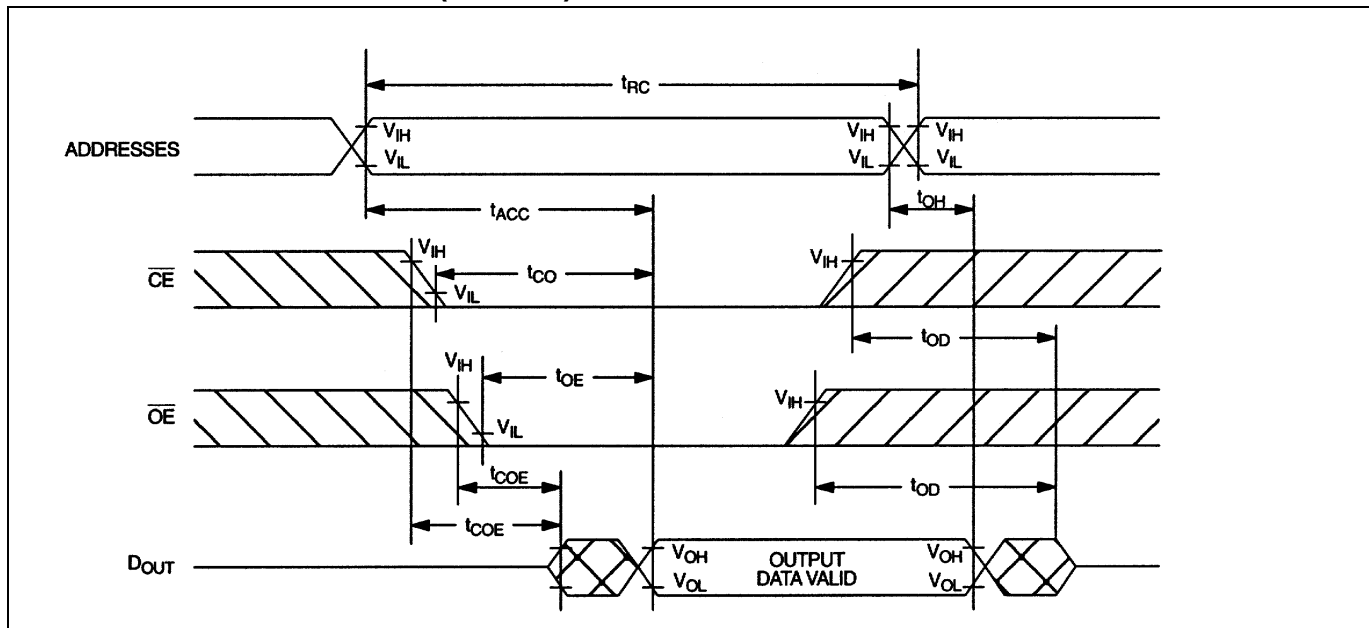 tRC
ADDRESSES
VIH
VIL
VIH
VIL
VIH
VIL
tACC
tOH
CE
VIH
VIL
tCO
VIH
tOD
OE
VIH
VIL
tOE
VIH
tCOE
tOD
tCOE
DOUT
VOH
VOL
OUTPUT
DATA VALID
VOH
VOL